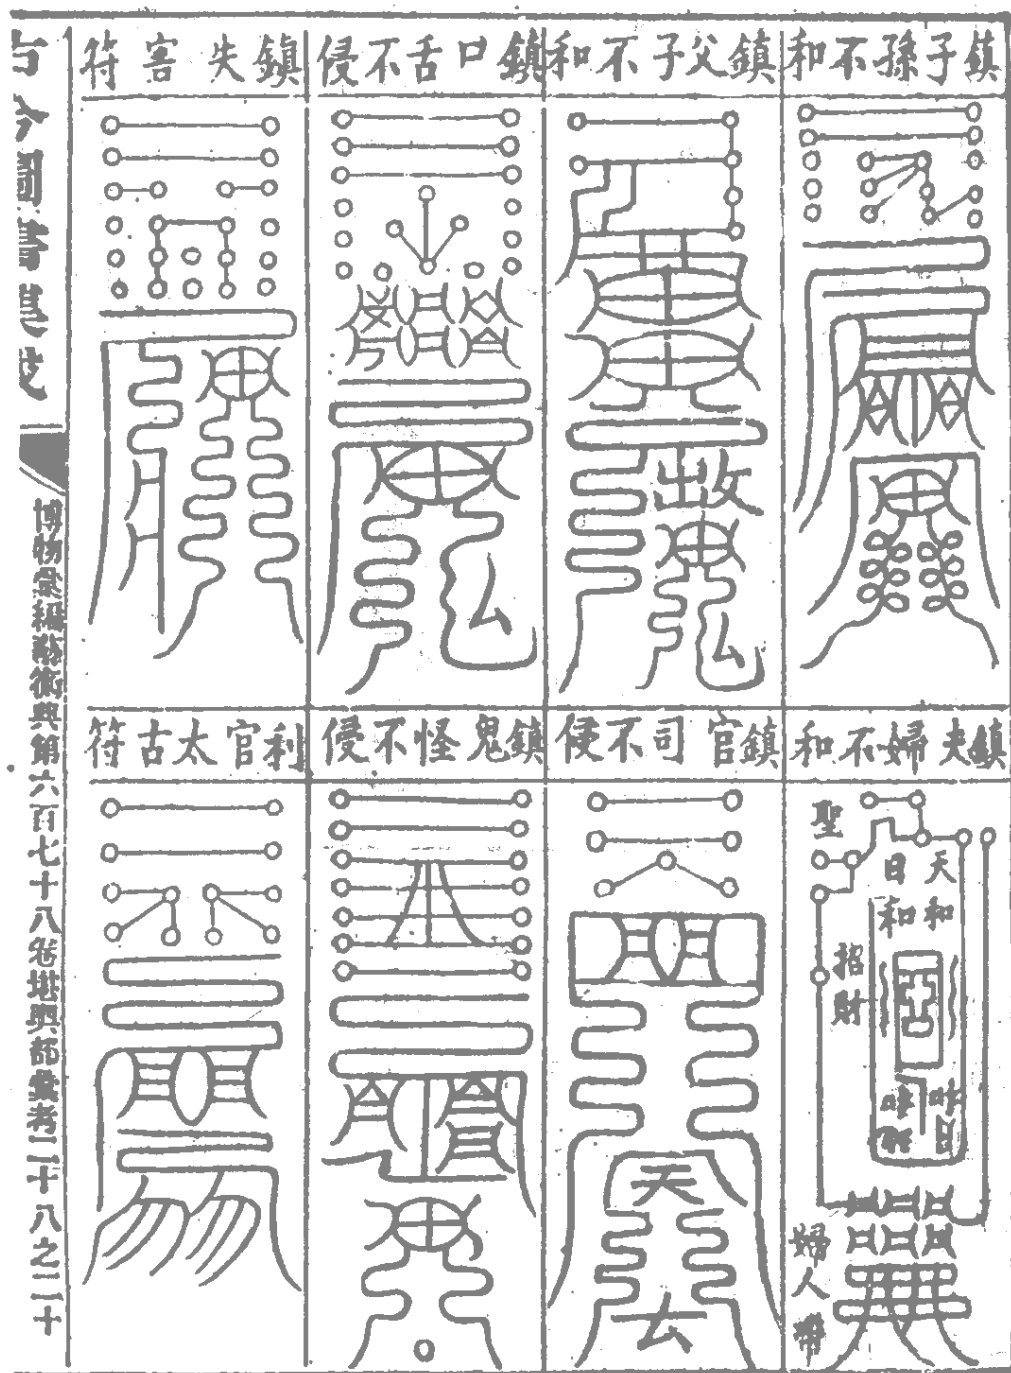 鎮子孫不和
鎮父子不和
鎮口舌不侵
鎮失害符
鎮夫婦不和
聖
天和
日和
招財
婦人帶
鎮官司不侵
鎮鬼怪不侵
利官太古符
古今圖書集成
博物彙編藝術典第六百七十八卷堪輿部彙考二十八之二十